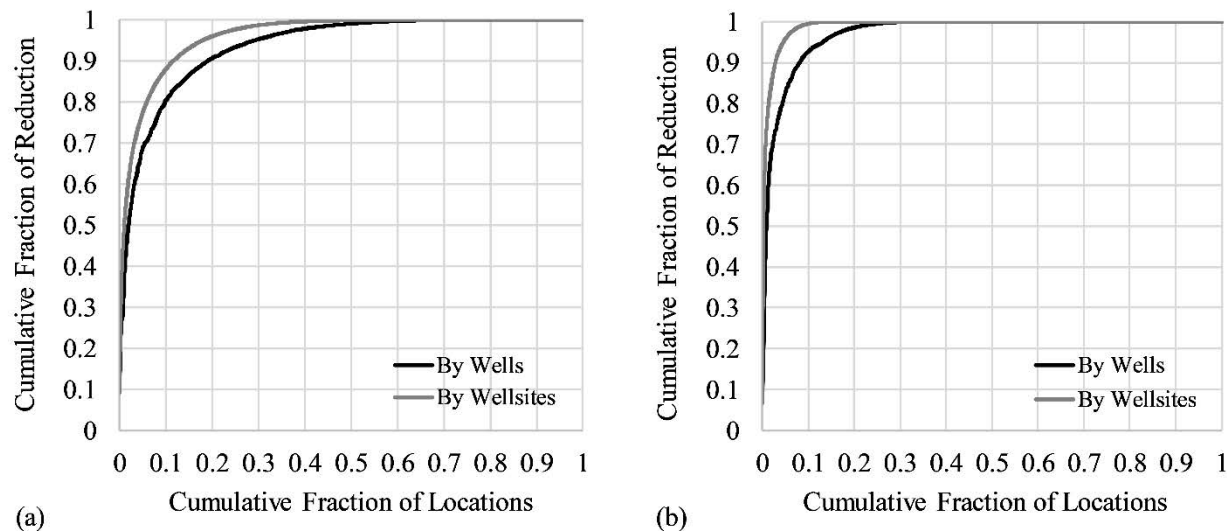 Cumulative Fraction of Reduction
1
0.9
0.8
0.7
0.6
0.5
0.4
0.3
0.2
0.1
0
By Wells
By Wellsites
0 0.1 0.2 0.3 0.4 0.5 0.6 0.7 0.8 0.9 1
Cumulative Fraction of Locations
(a)
Cumulative Fraction of Reduction
1
0.9
0.8
0.7
0.6
0.5
0.4
0.3
0.2
0.1
0
By Wells
By Wellsites
0 0.1 0.2 0.3 0.4 0.5 0.6 0.7 0.8 0.9 1
Cumulative Fraction of Locations
(b)